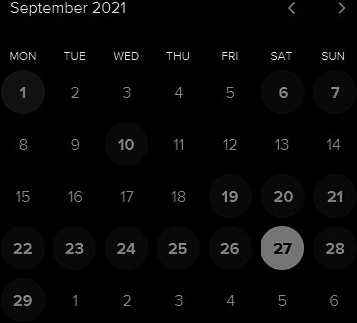 September 2021
MON TUE WED THU FRI SAT SUN
1 2 3 4 5 6 7
8 9 10 11 12 13 14
15 16 17 18 19 20 21
22 23 24 25 26 27 28
29 1 2 3 4 5 6